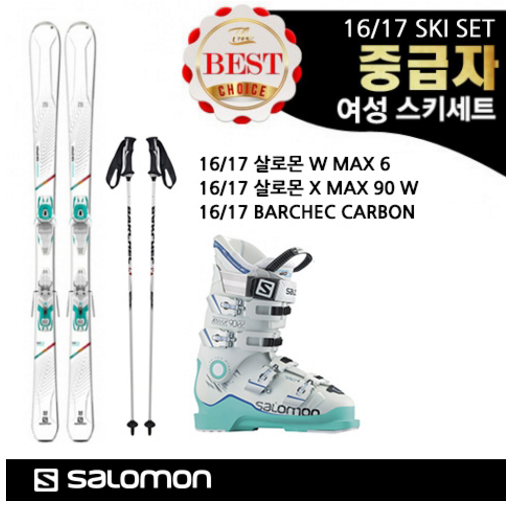 16/17 SKI SET
중급자
여성 스키세트
BEST
CHOICE
16/17 살로몬 W MAX 6
16/17 살로몬 X MAX 90 W
16/17 BARCHEC CARBON
BARCHEC
S
salomon
S salomon